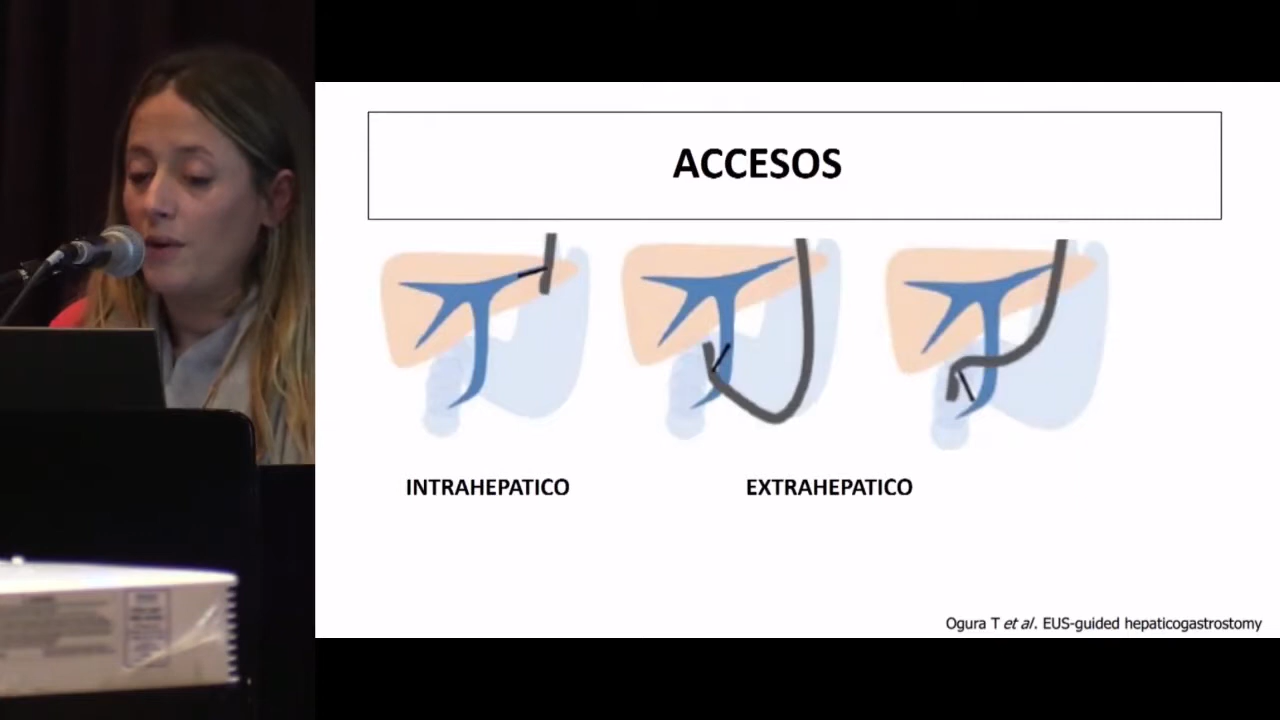 ACCESOS
INTRAHEPATICO
EXTRAHEPATICO
Ogura T et al. EUS-guided hepaticogastrostomy